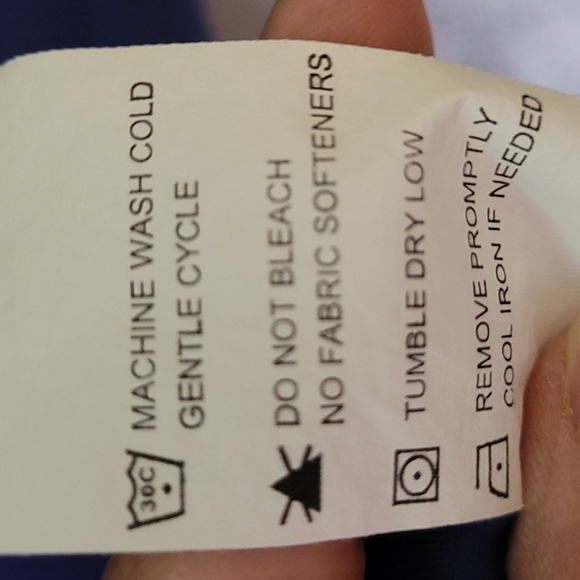 30C
MACHINE WASH COLD
GENTLE CYCLE
DO NOT BLEACH
NO FABRIC SOFTENERS
TUMBLE DRY LOW
REMOVE PROMPTLY
COOL IRON IF NEEDED